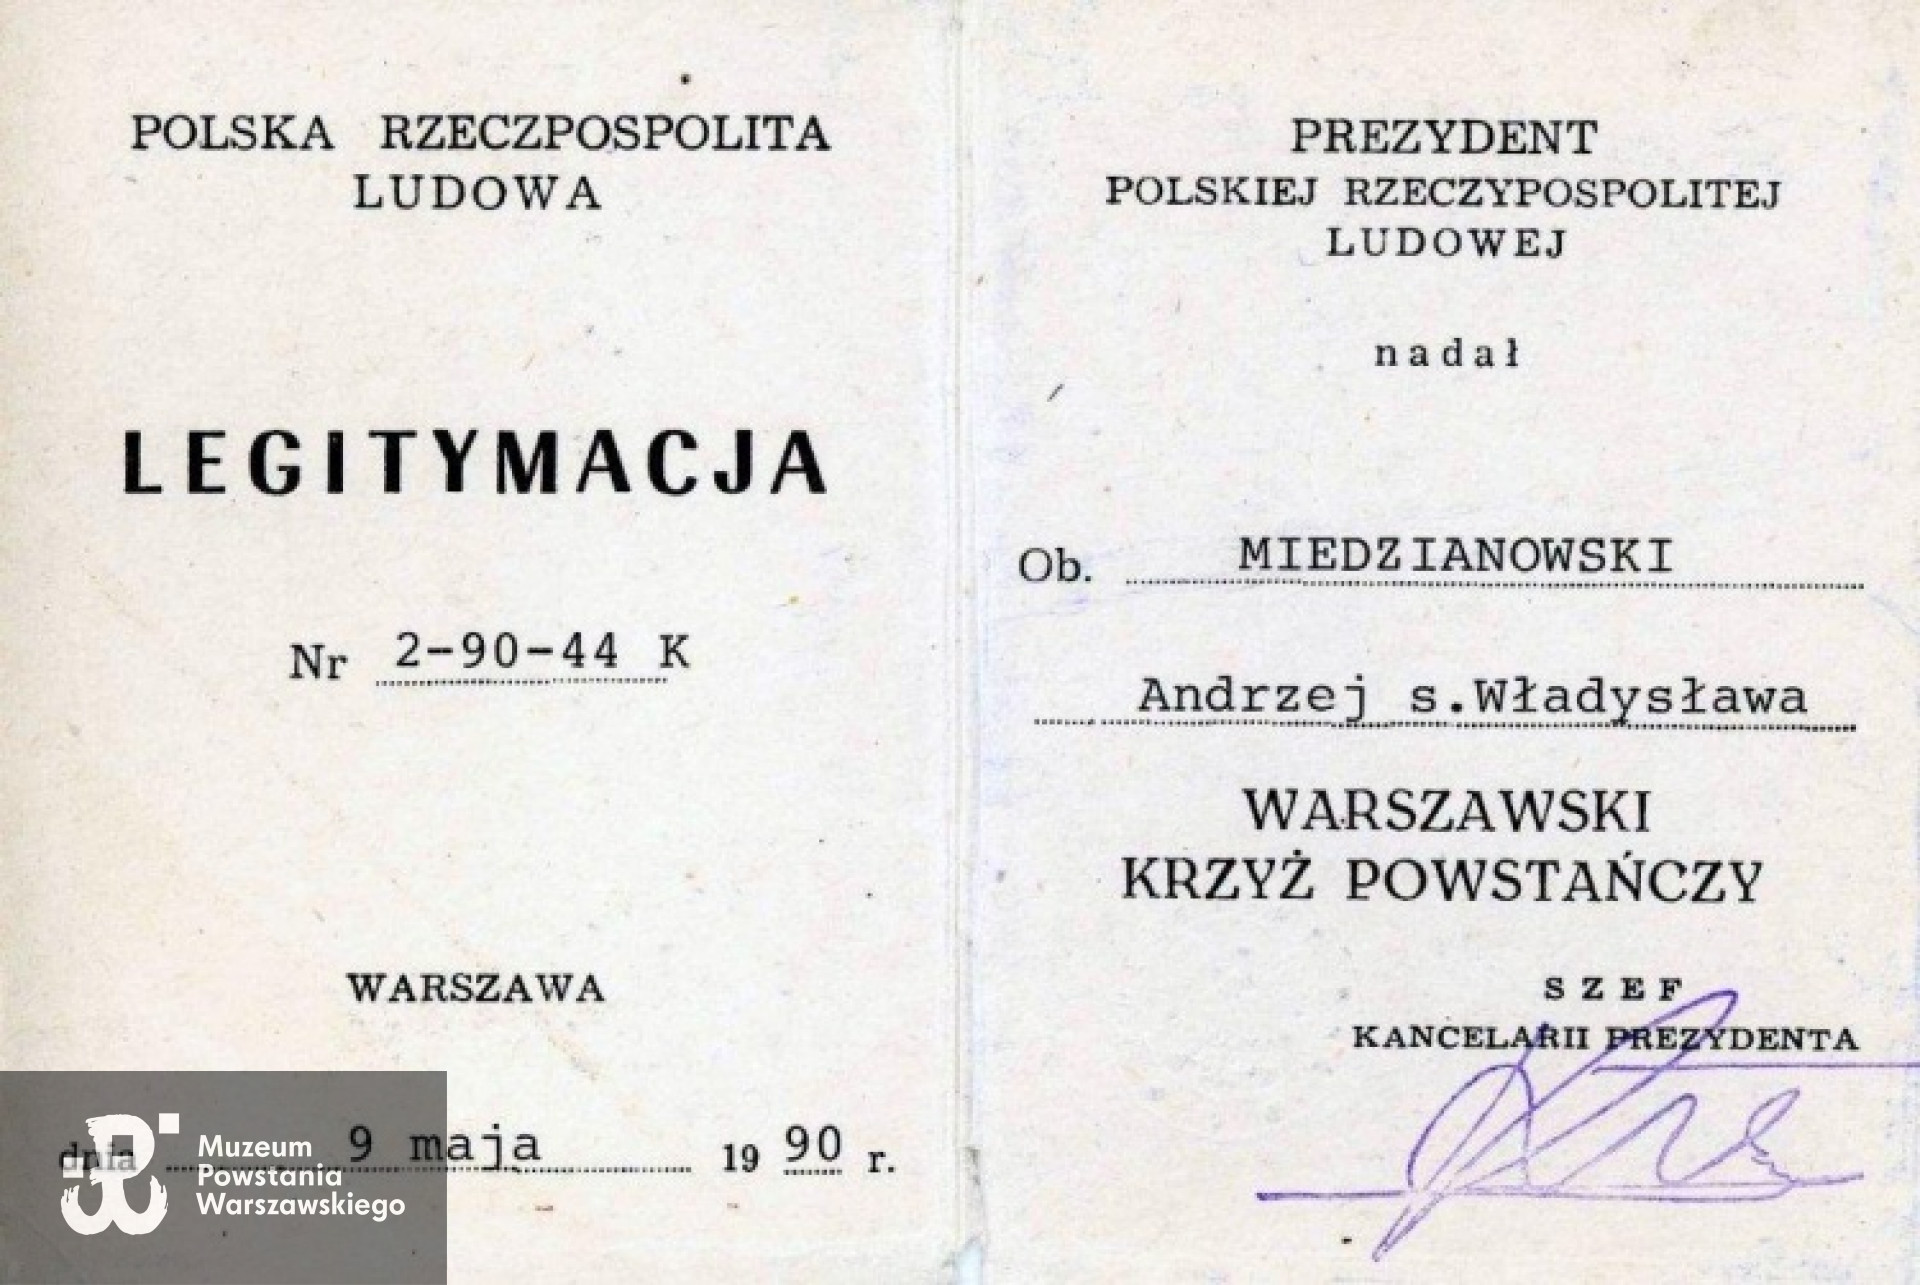 POLSKA RZECZPOSPOLITA
LUDOWA
LEGITYMACJA
Nr 2-90-44 K
WARSZAWA
dnia 9 maja 1990 r.
Muzeum
Powstania
Warszawskiego
PREZYDENT
POLSKIEJ RZECZYPOSPOLITEJ
LUDOWEJ
nadał
Ob. MIEDZIANOWSKI
Andrzej s.Władysława
WARSZAWSKI
KRZYŻ POWSTAŃCZY
SZEF
KANCELARII PREZYDENTA